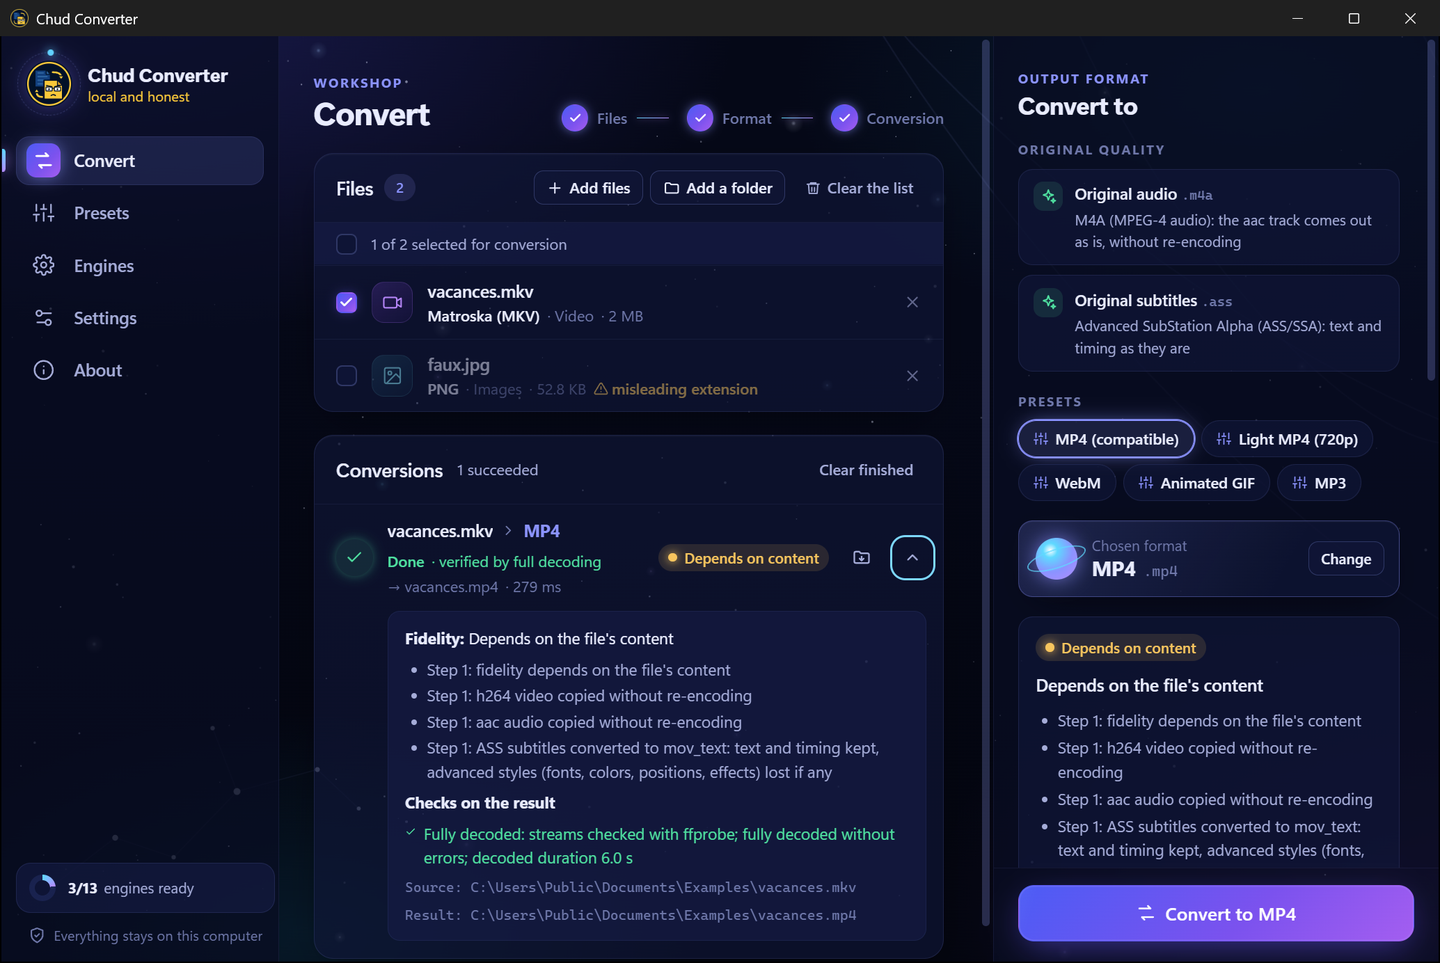 Chud Converter
Chud Converter
local and honest
Convert
Presets
Engines
Settings
About
3/13 engines ready
Everything stays on this computer
WORKSHOP
Convert
Files
Format
Conversion
Files 2
Add files
Add a folder
Clear the list
1 of 2 selected for conversion
vacances.mkv
Matroska (MKV) · Video · 2 MB
faux.jpg
PNG · Images · 52.8 KB misleading extension
Conversions 1 succeeded
Clear finished
vacances.mkv > MP4
Done · verified by full decoding
→ vacances.mp4 · 279 ms
Depends on content
Fidelity: Depends on the file's content
• Step 1: fidelity depends on the file's content
• Step 1: h264 video copied without re-encoding
• Step 1: aac audio copied without re-encoding
• Step 1: ASS subtitles converted to mov_text: text and timing kept,
advanced styles (fonts, colors, positions, effects) lost if any
Checks on the result
Fully decoded: streams checked with ffprobe; fully decoded without
errors; decoded duration 6.0 s
Source: C:\Users\Public\Documents\Examples\vacances.mkv
Result: C:\Users\Public\Documents\Examples\vacances.mp4
OUTPUT FORMAT
Convert to
ORIGINAL QUALITY
Original audio .m4a
M4A (MPEG-4 audio): the aac track comes out
as is, without re-encoding
Original subtitles .ass
Advanced SubStation Alpha (ASS/SSA): text and
timing as they are
PRESETS
MP4 (compatible)
Light MP4 (720p)
WebM
Animated GIF
MP3
Chosen format
MP4 .mp4
Change
Depends on content
Depends on the file's content
• Step 1: fidelity depends on the file's content
• Step 1: h264 video copied without re-
encoding
• Step 1: aac audio copied without re-encoding
• Step 1: ASS subtitles converted to mov_text:
text and timing kept, advanced styles (fonts,
Convert to MP4